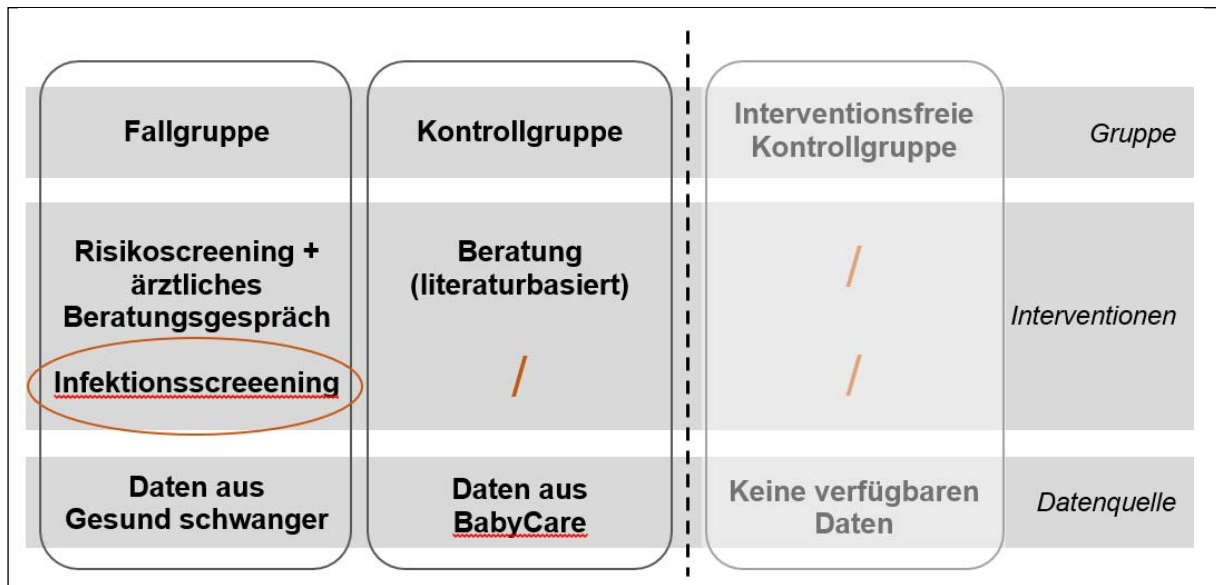 Fallgruppe
Kontrollgruppe
Interventionsfreie
Kontrollgruppe
Gruppe
Risikoscreening +
ärztliches
Beratungsgespräch
Beratung
(literaturbasiert)
/
Interventionen
Infektionsscreeening
/
/
Daten aus
Gesund schwanger
Daten aus
BabyCare
Keine verfügbaren
Daten
Datenquelle